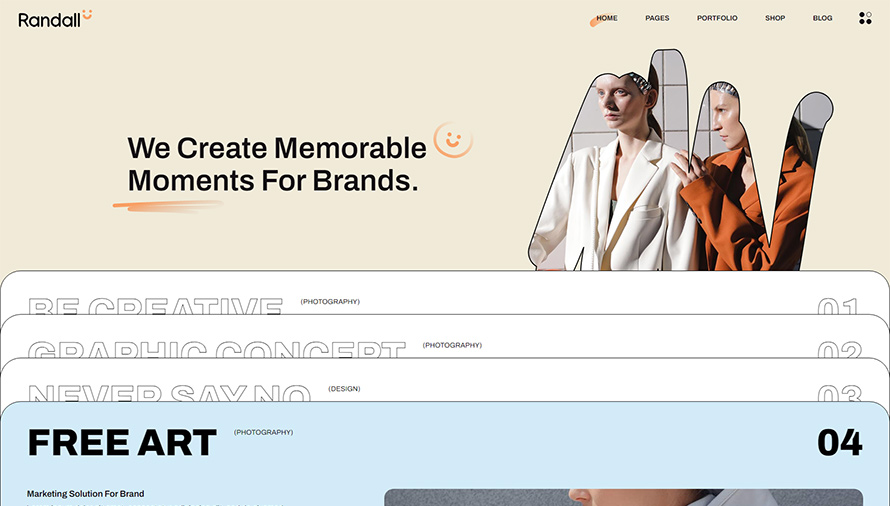 Randall
HOME PAGES PORTFOLIO SHOP BLOG
We Create Memorable
Moments For Brands.
BE CREATIVE (PHOTOGRAPHY) 01
GRAPHIC CONCEPT (PHOTOGRAPHY) 02
NEVER SAY NO (DESIGN) 03
FREE ART (PHOTOGRAPHY) 04
Marketing Solution For Brand